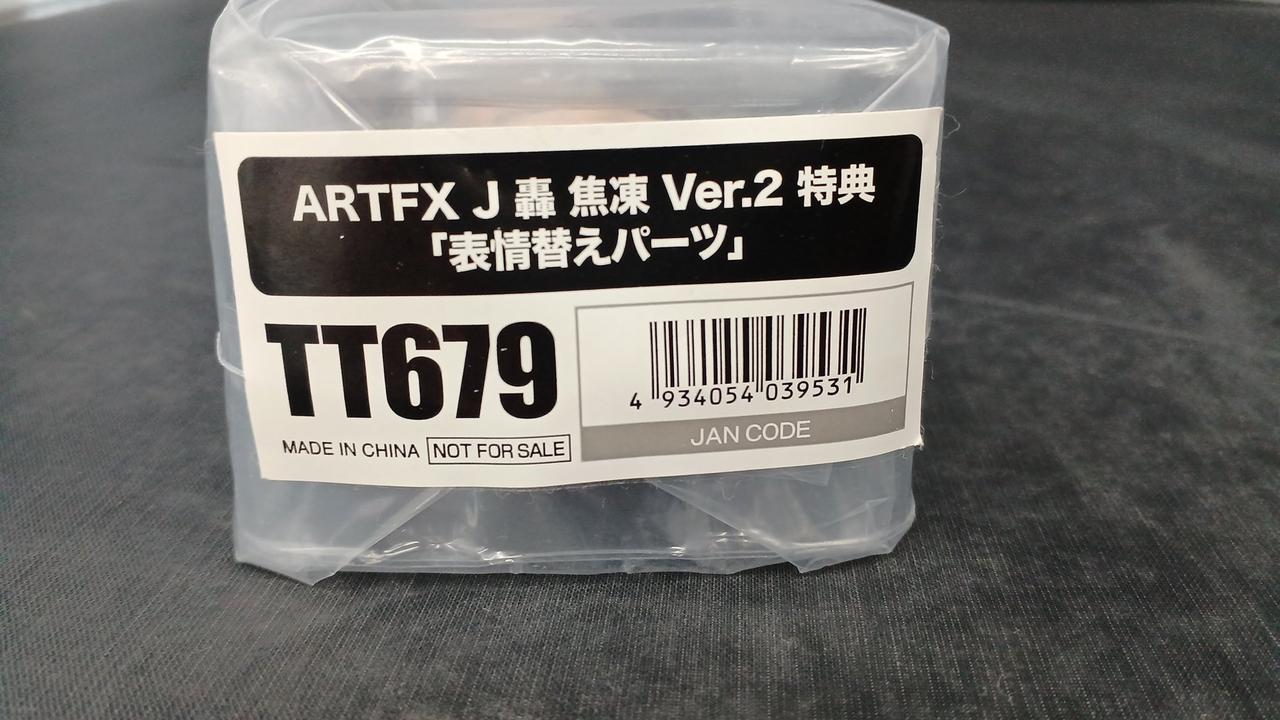 ARTFX J 轟 焦凍 Ver.2 特典
「表情替えパーツ」
TT679
4 934054 039531
JAN CODE
MADE IN CHINA NOT FOR SALE